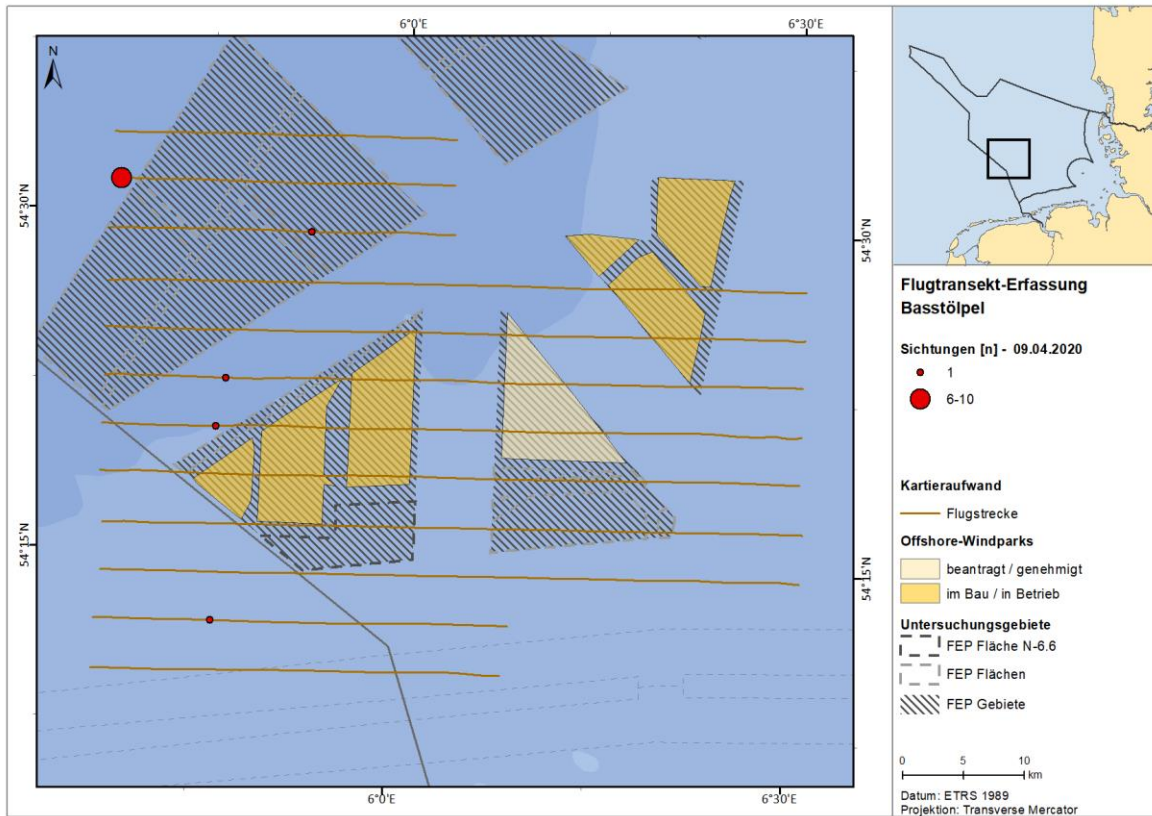 6°0'E
6°30'E
N
54°30'N
54°30'N
54°15'N
54°15'N
6°0'E
6°30'E
Flugtransekt-Erfassung
Basstölpel
Sichtungen [n] - 09.04.2020
1
6-10
Kartieraufwand
Flugstrecke
Offshore-Windparks
beantragt / genehmigt
im Bau / in Betrieb
Untersuchungsgebiete
FEP Fläche N-6.6
FEP Flächen
FEP Gebiete
0 5 10
km
Datum: ETRS 1989
Projektion: Transverse Mercator